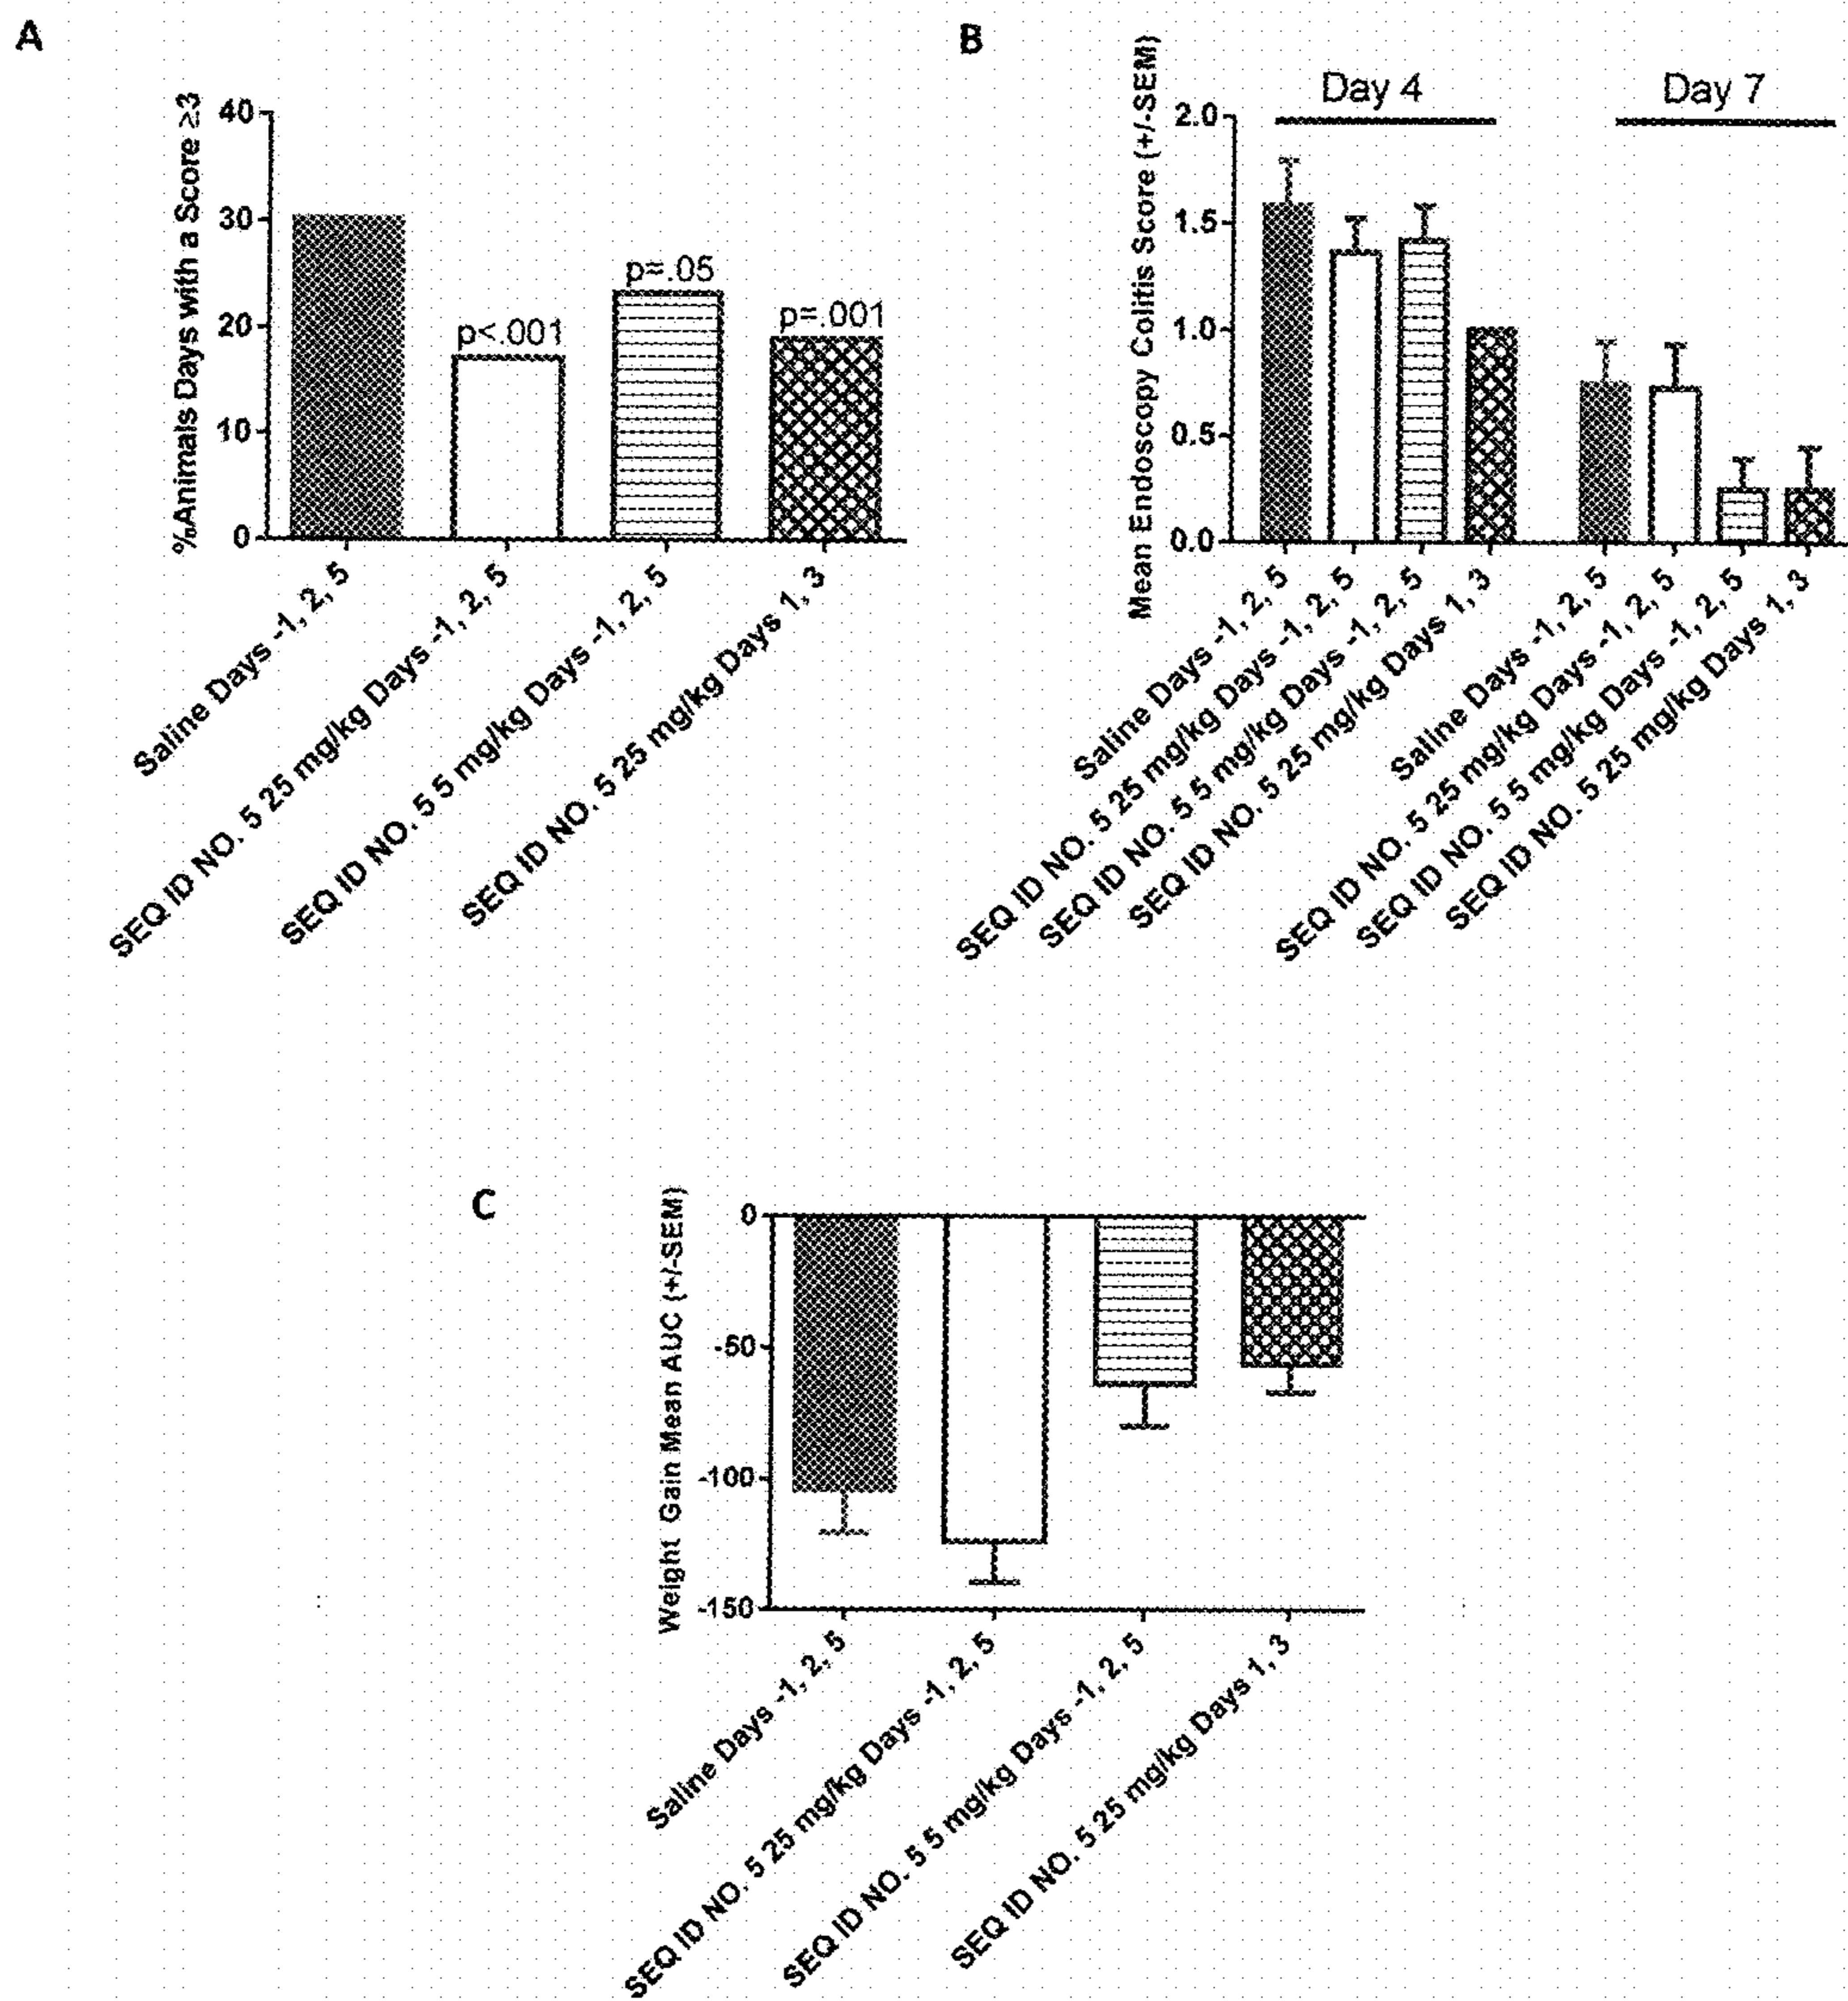 A
%Animals Days with a Score ≥3
40
30
20
10
0
p<.001
p=.05
p=.001
Saline Days -1, 2, 5
SEQ ID NO. 5 25 mg/kg Days -1, 2, 5
SEQ ID NO. 5 5 mg/kg Days -1, 2, 5
SEQ ID NO. 5 25 mg/kg Days 1, 3
B
Mean Endoscopy Colitis Score (+/-SEM)
Day 4
Day 7
2.0
1.5
1.0
0.5
0.0
Saline Days -1, 2, 5
SEQ ID NO. 5 25 mg/kg Days -1, 2, 5
SEQ ID NO. 5 5 mg/kg Days -1, 2, 5
SEQ ID NO. 5 25 mg/kg Days 1, 3
Saline Days -1, 2, 5
SEQ ID NO. 5 25 mg/kg Days -1, 2, 5
SEQ ID NO. 5 5 mg/kg Days -1, 2, 5
SEQ ID NO. 5 25 mg/kg Days 1, 3
C
Weight Gain Mean AUC (+/-SEM)
0
-50
-100
-150
Saline Days -1, 2, 5
SEQ ID NO. 5 25 mg/kg Days -1, 2, 5
SEQ ID NO. 5 5 mg/kg Days -1, 2, 5
SEQ ID NO. 5 25 mg/kg Days 1, 3